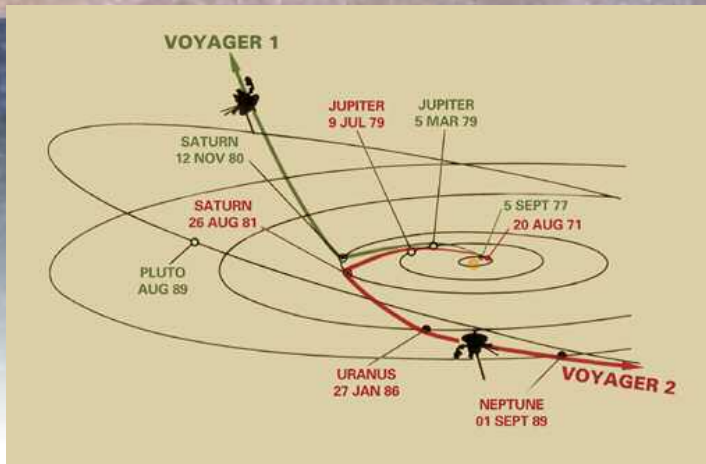 VOYAGER 1
JUPITER
9 JUL 79
JUPITER
5 MAR 79
SATURN
12 NOV 80
SATURN
26 AUG 81
5 SEPT 77
20 AUG 71
PLUTO
AUG 89
URANUS
27 JAN 86
VOYAGER 2
NEPTUNE
01 SEPT 89